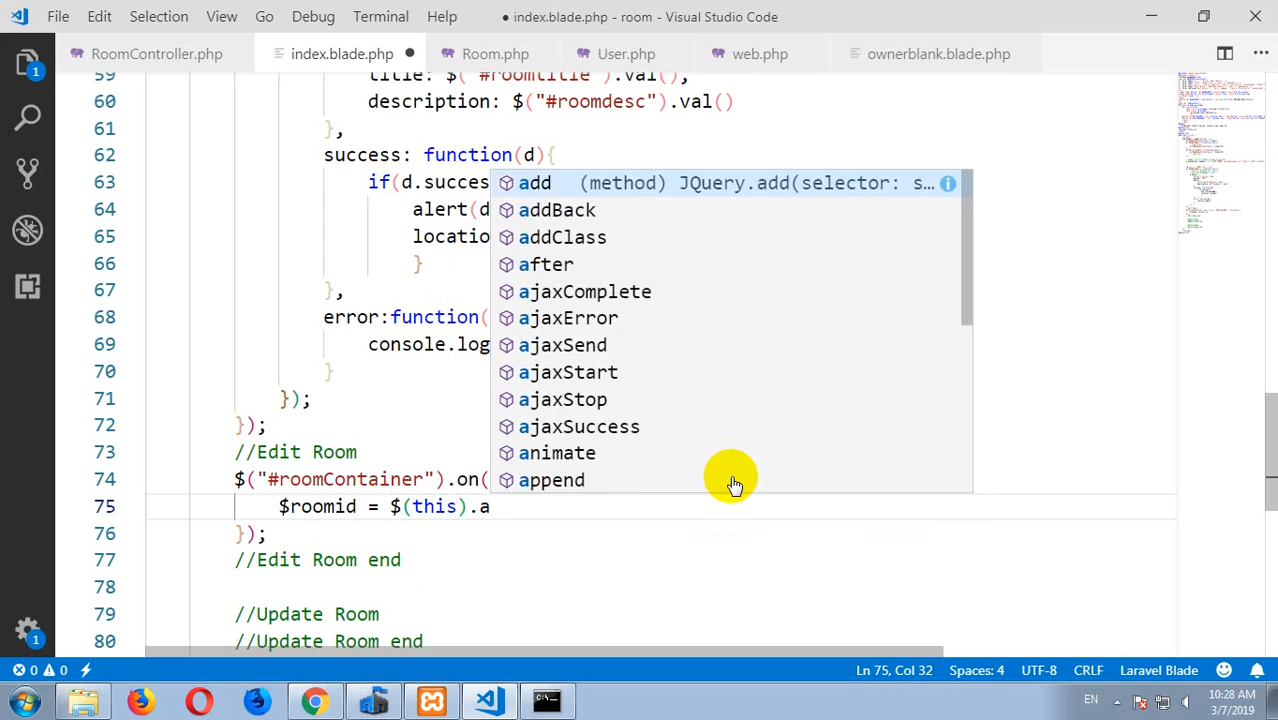 File Edit Selection View Go Debug Terminal Help ● index.blade.php - room - Visual Studio Code
RoomController.php index.blade.php ● Room.php User.php web.php ownerblank.blade.php
1
59 title: $("#roomtitle").val(),
60 description: $("#roomdesc").val()
61 },
62 success: function(d){
63 if(d.succes
64 alert(d
65 locatio
66 }
67 },
68 error:function(
69 console.log
70 }
71 });
72 });
73 //Edit Room
74 $("#roomContainer").on(
75 $roomid = $(this).a
76 });
77 //Edit Room end
78
79 //Update Room
80 //Update Room end
add (method) JQuery.add(selector: s…
addBack
addClass
after
ajaxComplete
ajaxError
ajaxSend
ajaxStart
ajaxStop
ajaxSuccess
animate
append
1
0 0 Ln 75, Col 32 Spaces: 4 UTF-8 CRLF Laravel Blade
EN 10:28 AM
3/7/2019